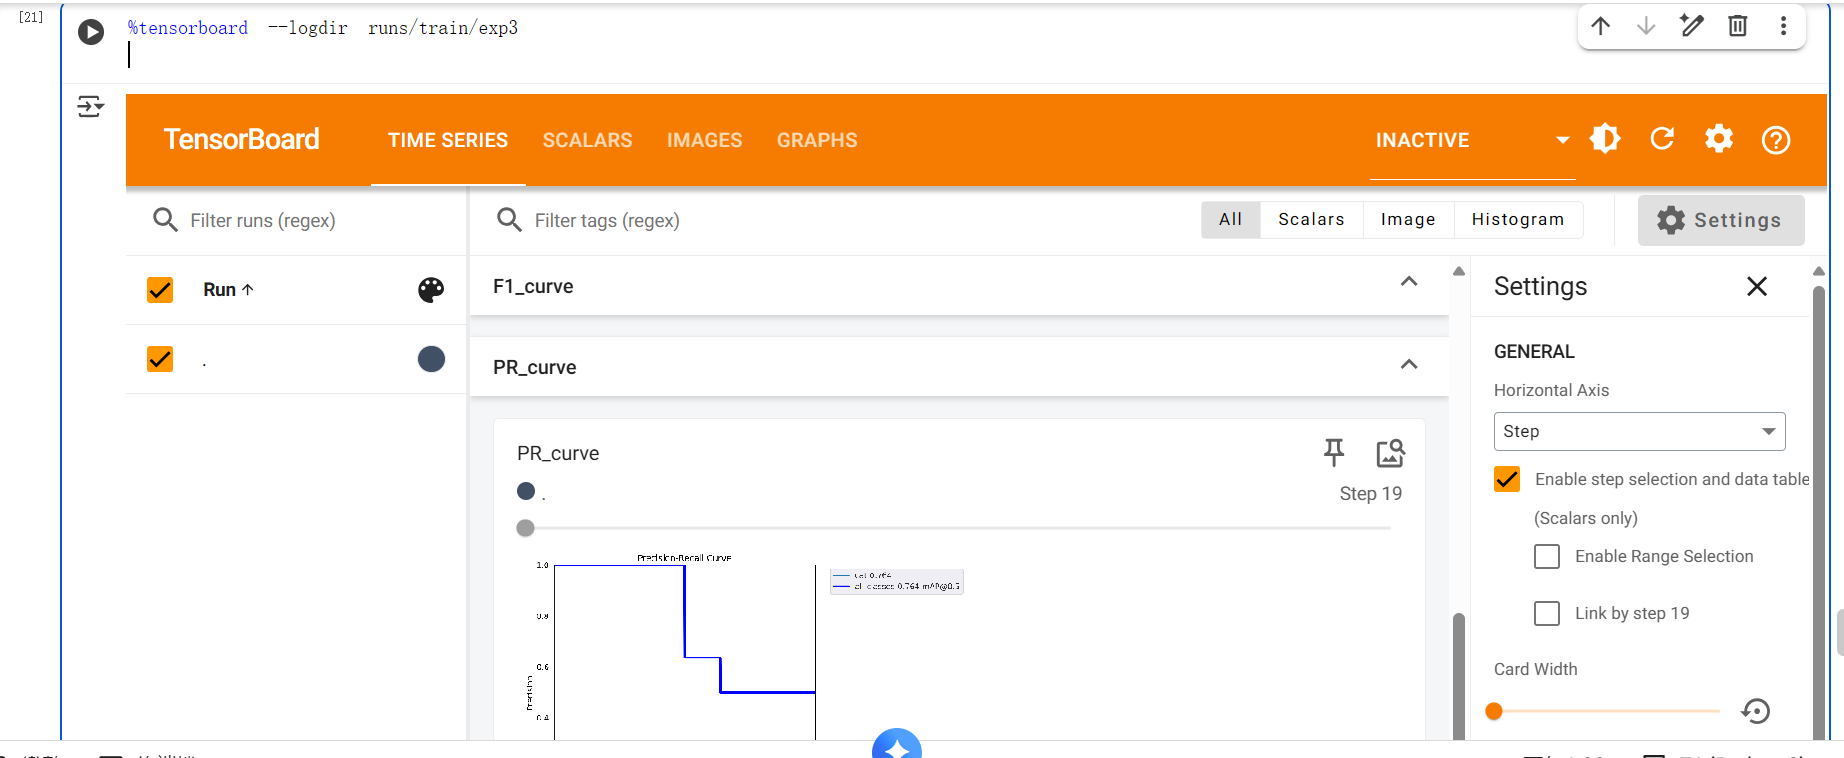 [21]
%tensorboard --logdir runs/train/exp3
TensorBoard
TIME SERIES SCALARS IMAGES GRAPHS
INACTIVE
Filter runs (regex)
Filter tags (regex)
All Scalars Image Histogram
Settings
Run
.
F1_curve
PR_curve
PR_curve
.
Step 19
Precision-Recall Curve
1.0
0.8
0.6
0.4
Precision
cat 0.764
all classes 0.764 mAP@0.5
Settings
GENERAL
Horizontal Axis
Step
Enable step selection and data table
(Scalars only)
Enable Range Selection
Link by step 19
Card Width